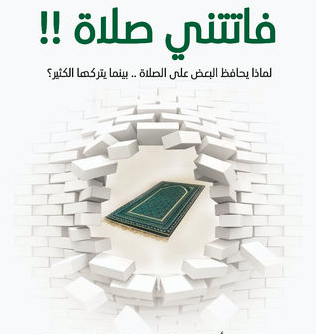 فاتتني صلاة !!
لماذا يحافظ البعض على الصلاة .. بينما يتركها الكثير؟